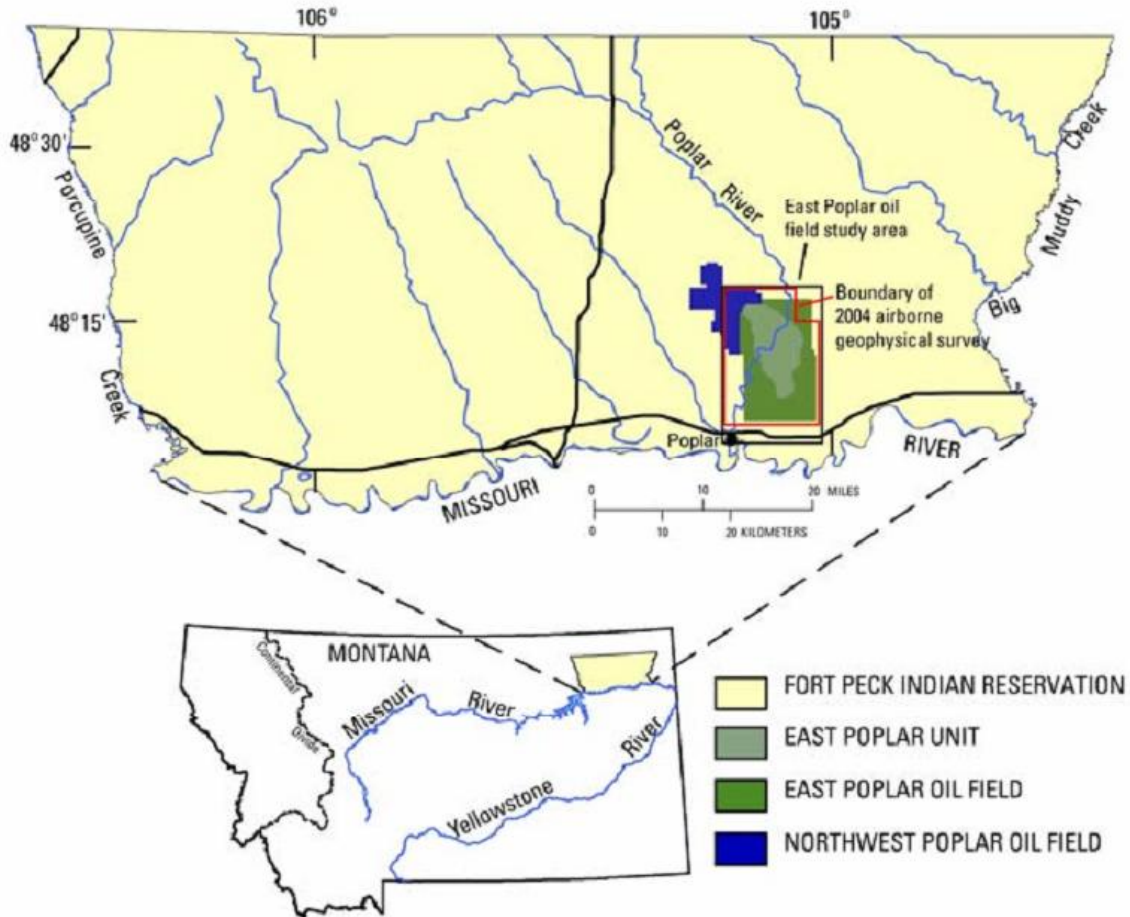 106°
105°
48° 30'
Porcupine
Creek
Poplar
River
Creek
Muddy
Big
East Poplar oil
field study area
Boundary of
2004 airborne
geophysical survey
48° 15'
Creek
Poplar
RIVER
MISSOURI
0 10 20 MILES
0 10 20 KILOMETERS
MONTANA
Continental
Divide
Missouri
River
River
Yellowstone
FORT PECK INDIAN RESERVATION
EAST POPLAR UNIT
EAST POPLAR OIL FIELD
NORTHWEST POPLAR OIL FIELD